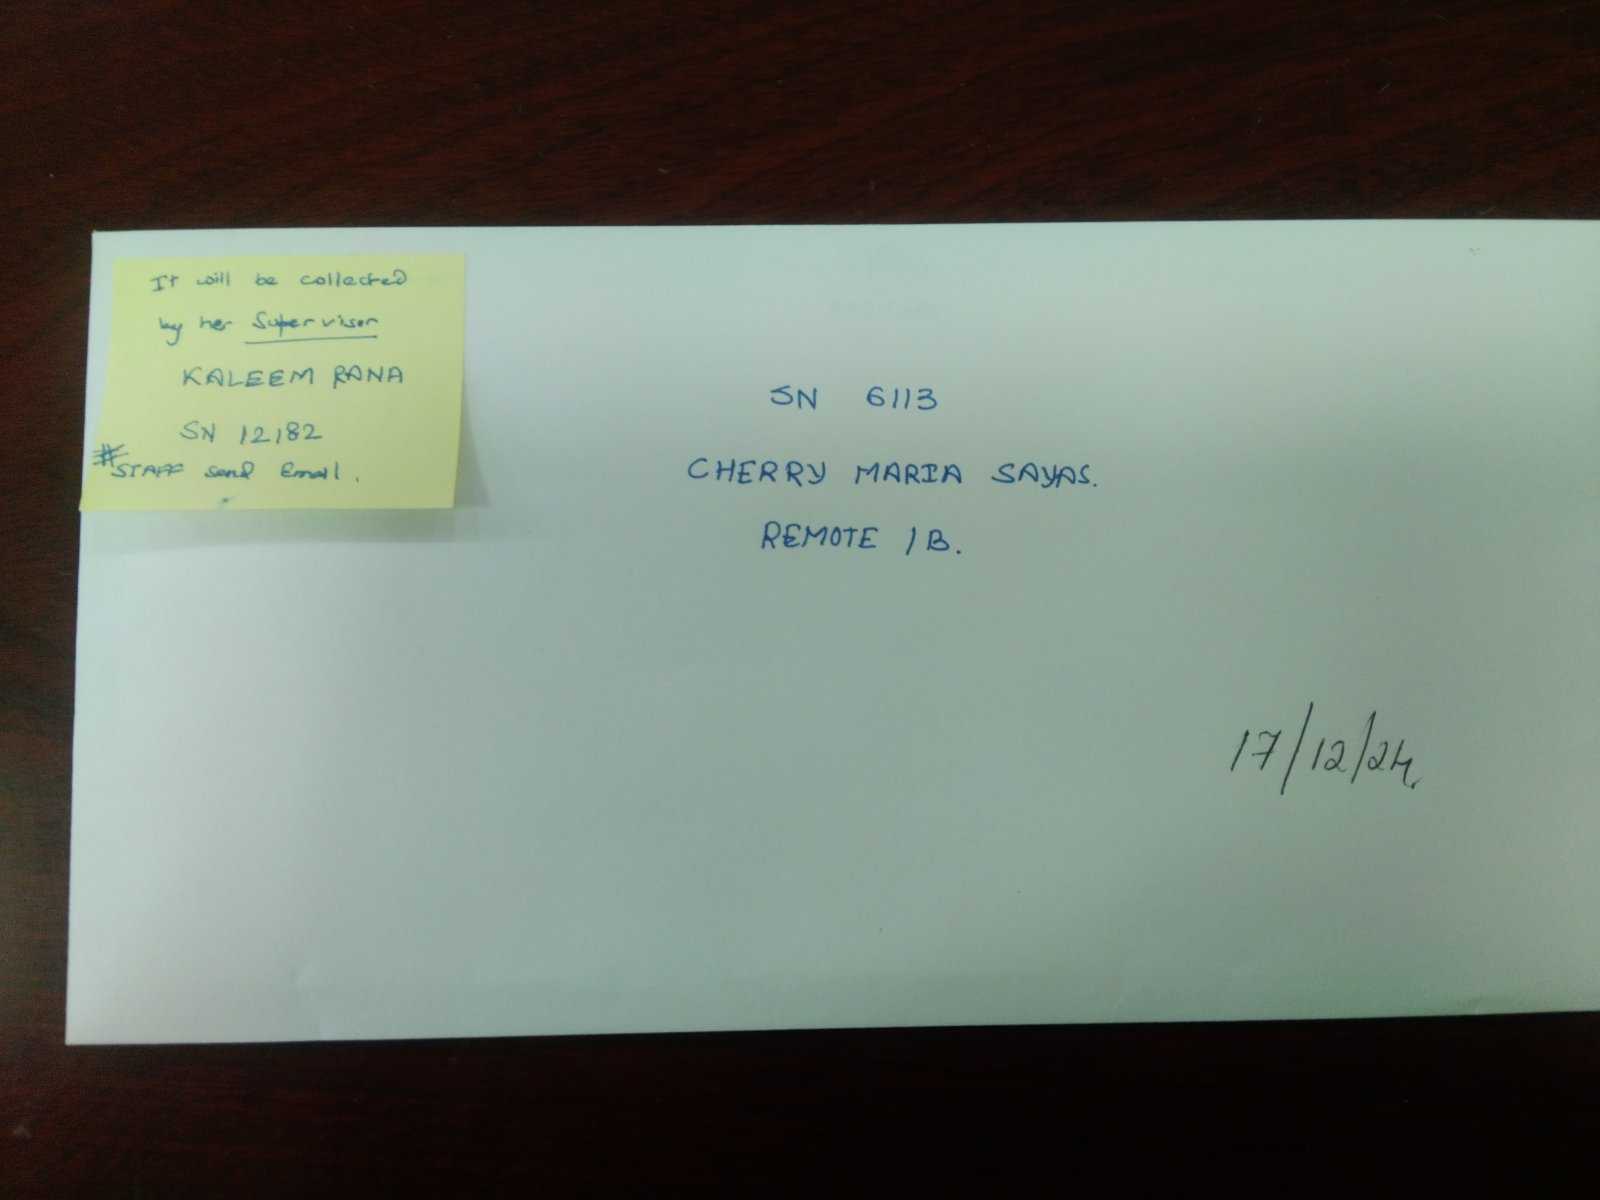 It will be collected
by her Supervisor
KALEEM RANA
SN 12182
#STAFF send Email.
SN 6113
CHERRY MARIA SAYAS.
REMOTE 1B.
17/12/24